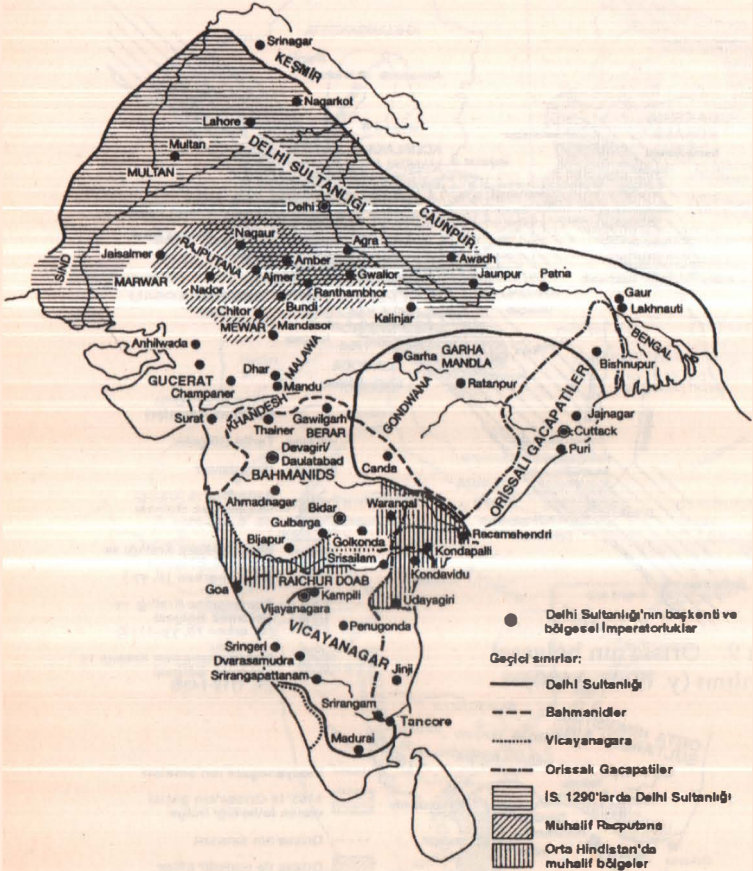 Srinagar
KEŞMİR
Nagarkot
Lahore
Multan
MULTAN
DELHİ SULTANLIĞI
Delhi
CAUNPUR
SIND
Jaisalmer
Nagaur
RAJPUTANA
Amber
Agra
Awadh
MARWAR
Nador
Ajmer
Gwalior
Jaunpur
Patna
Ranthambhor
Gaur
Chitor
Bundi
Kalinjar
Lakhnauti
MEWAR
Mandasor
BENGAL
Anhilwada
MALAWA
Garha
GARHA
MANDLA
Bishnupur
Dhar
GUCERAT
Mandu
Champaner
GONDWANA
Ratanpur
Surat
KHANDESH
Thalner
Gawilgarh
BERAR
Jajnagar
Cuttack
Puri
ORİSSALI GACAPATİLER
Devagiri/
Daulatabad
BAHMANIDS
Canda
Ahmadnagar
Warangal
Bidar
Gulbarga
Racamehendri
Bijapur
Golkonda
Kondapalli
Srisailam
Kondavidu
Goa
RAICHUR DOAB
Kampili
Udayagiri
Vijayanagara
VİCAYANAGAR
Penugonda
Sringeri
Dvarasamudra
Srirangapattanam
Jinji
Srirangam
Tancore
Madurai
Delhi Sultanlığı'nın başkenti ve
bölgesel İmperatorluklar
Geçici sınırlar:
Delhi Sultanlığı
Bahmanidler
Vicayanagara
Orissak Gacapatiler
İS. 1290'larda Delhi Sultanlığı
Muhalif Racputana
Orta Hindistan'da
muhalif bölgeler